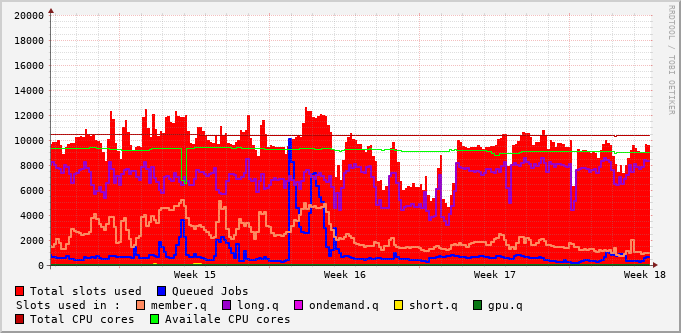 RRDTOOL / TOBI OETIKER
20000
18000
16000
14000
12000
10000
8000
6000
4000
2000
0
Week 15 Week 16 Week 17 Week 18
Total slots used Queued Jobs
Slots used in : member.q long.q ondemand.q short.q gpu.q
Total CPU cores Availale CPU cores